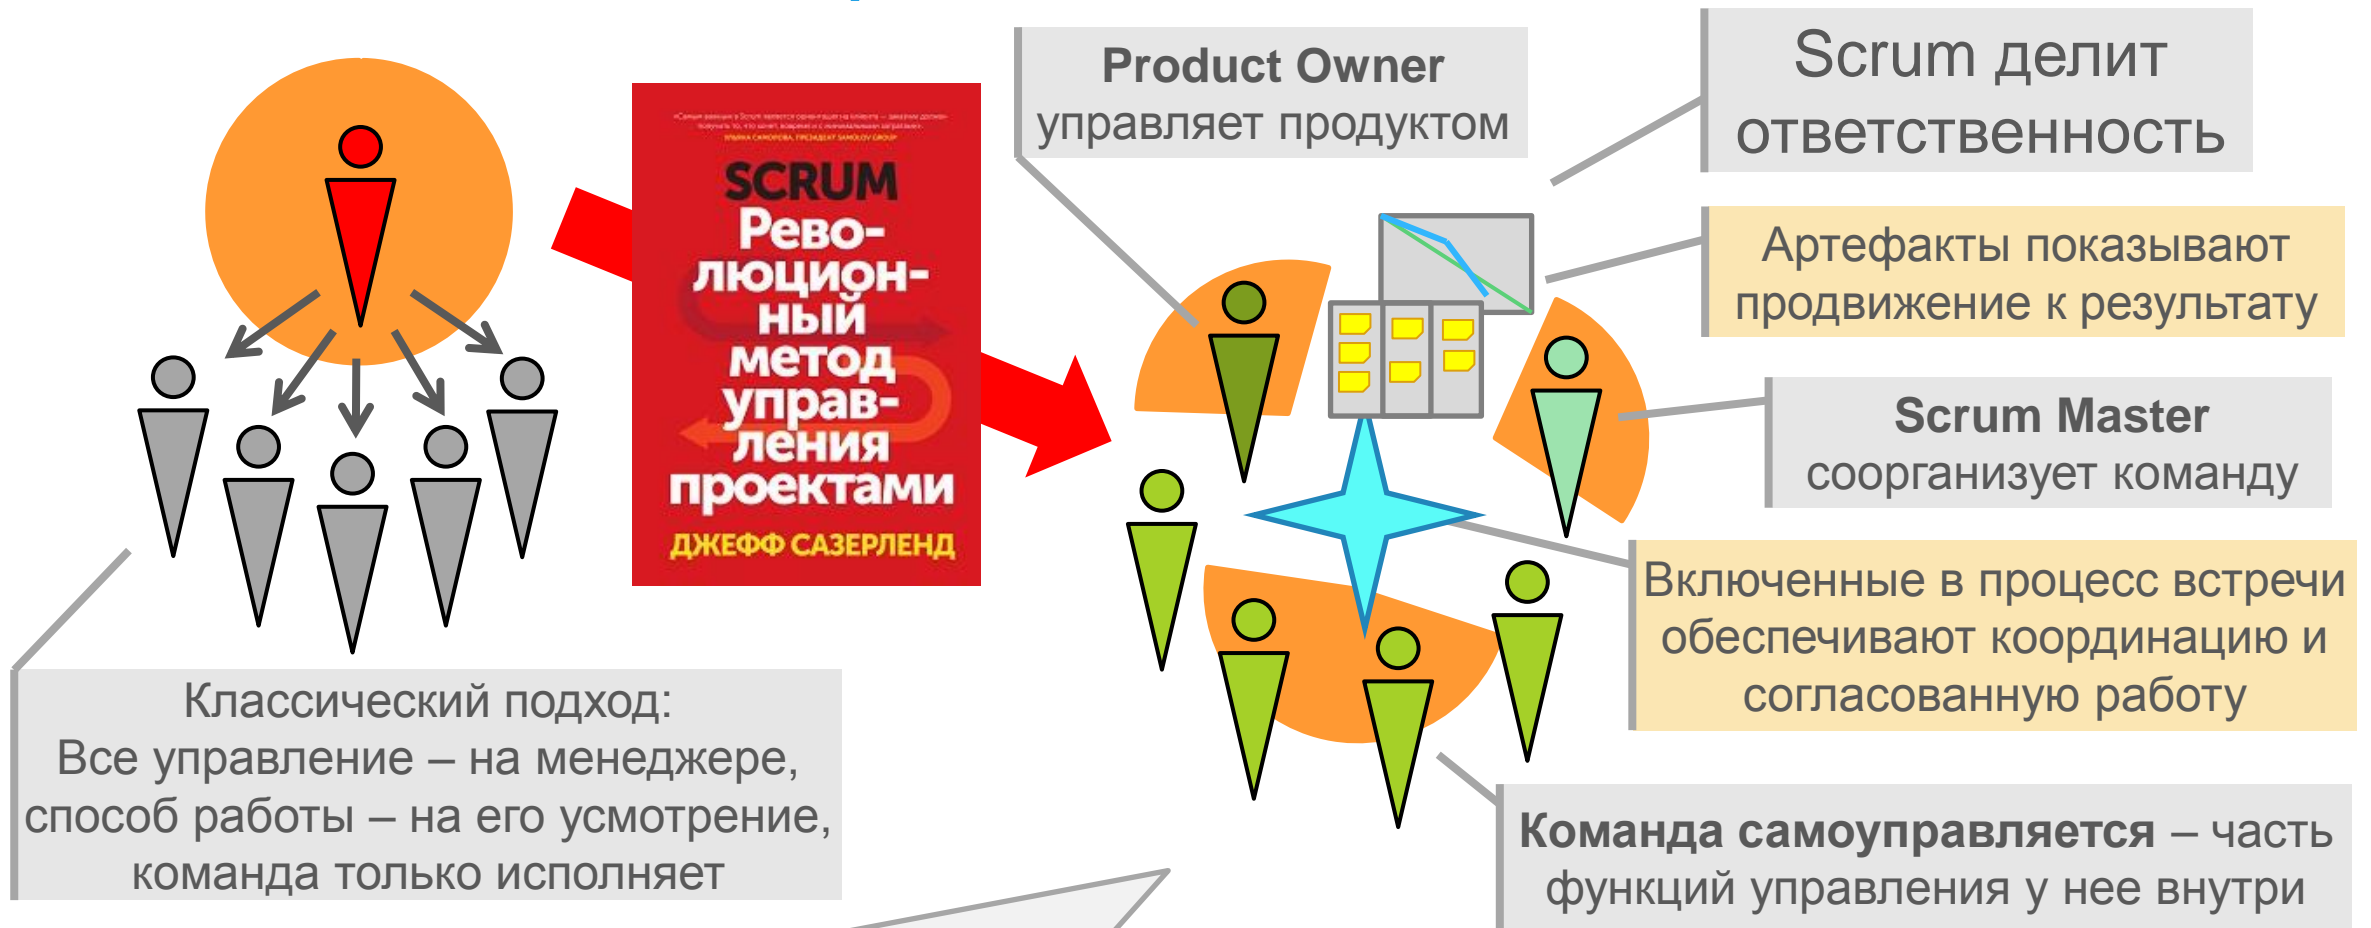 Product Owner
управляет продуктом
Scrum делит
ответственность
SCRUM
Рево-
люцион-
ный
метод
управ-
ления
проектами
ДЖЕФФ САЗЕРЛЕНД
Артефакты показывают
продвижение к результату
Scrum Master
соорганизует команду
Включенные в процесс встречи
обеспечивают координацию и
согласованную работу
Классический подход:
Все управление – на менеджере,
способ работы – на его усмотрение,
команда только исполняет
Команда самоуправляется – часть
функций управления у нее внутри